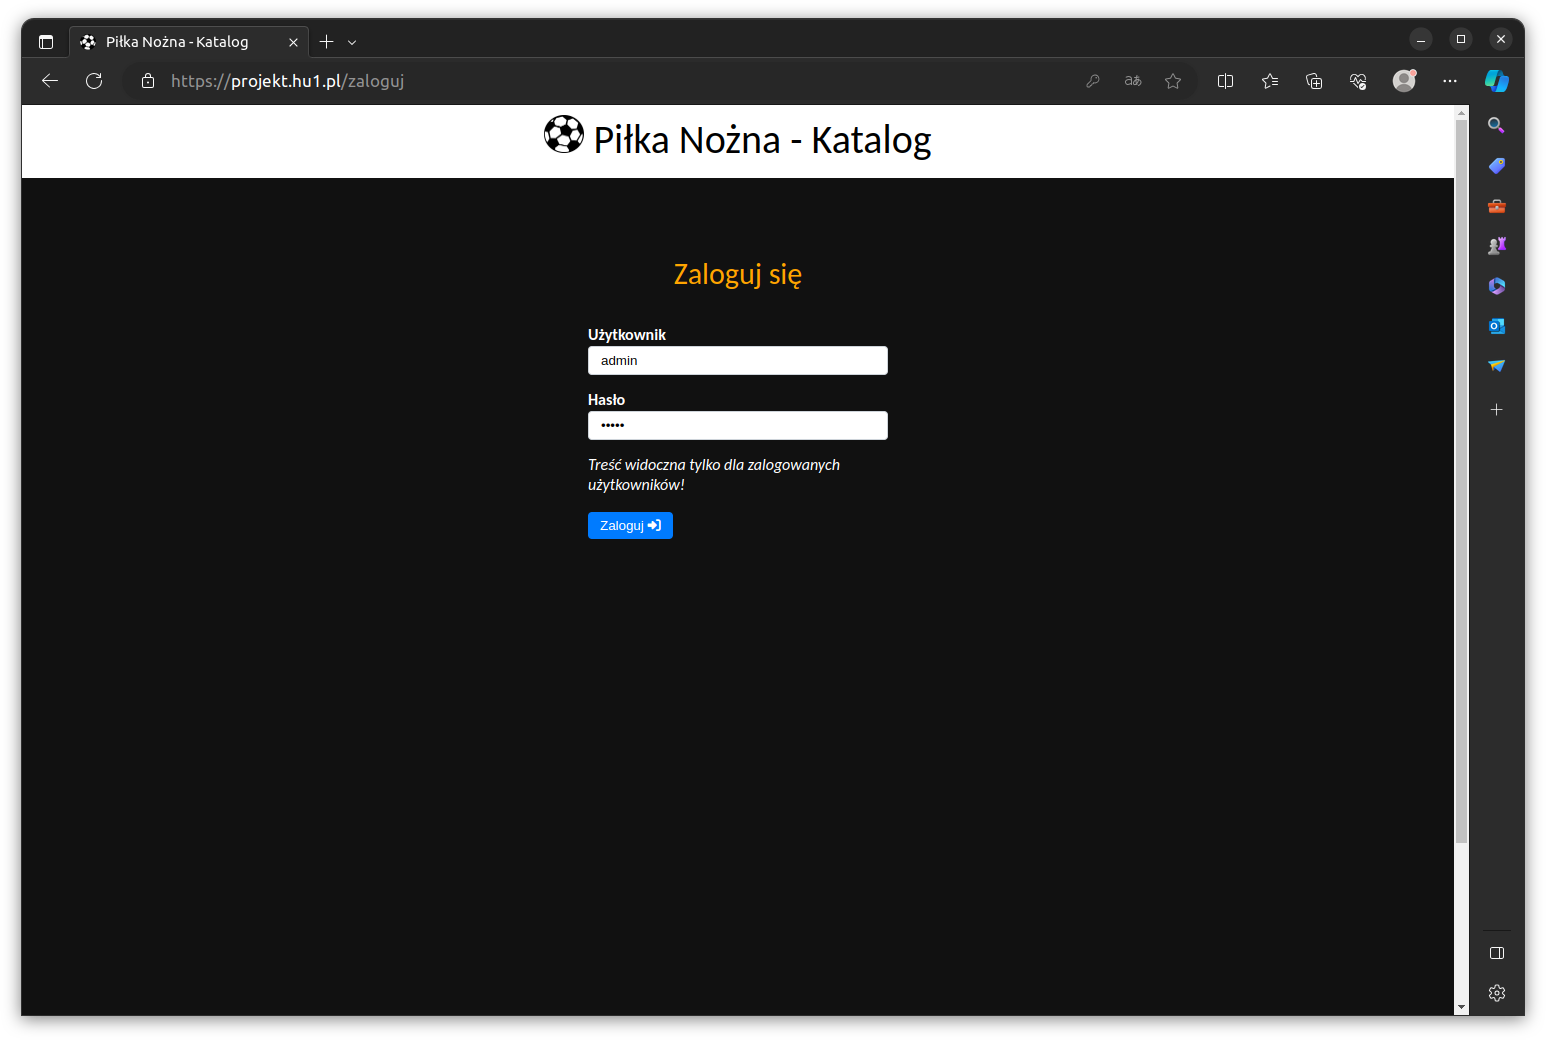 Piłka Nożna - Katalog
https://projekt.hu1.pl/zaloguj
Piłka Nożna - Katalog
Zaloguj się
Użytkownik
admin
Hasło
•••••
Treść widoczna tylko dla zalogowanych
użytkowników!
Zaloguj